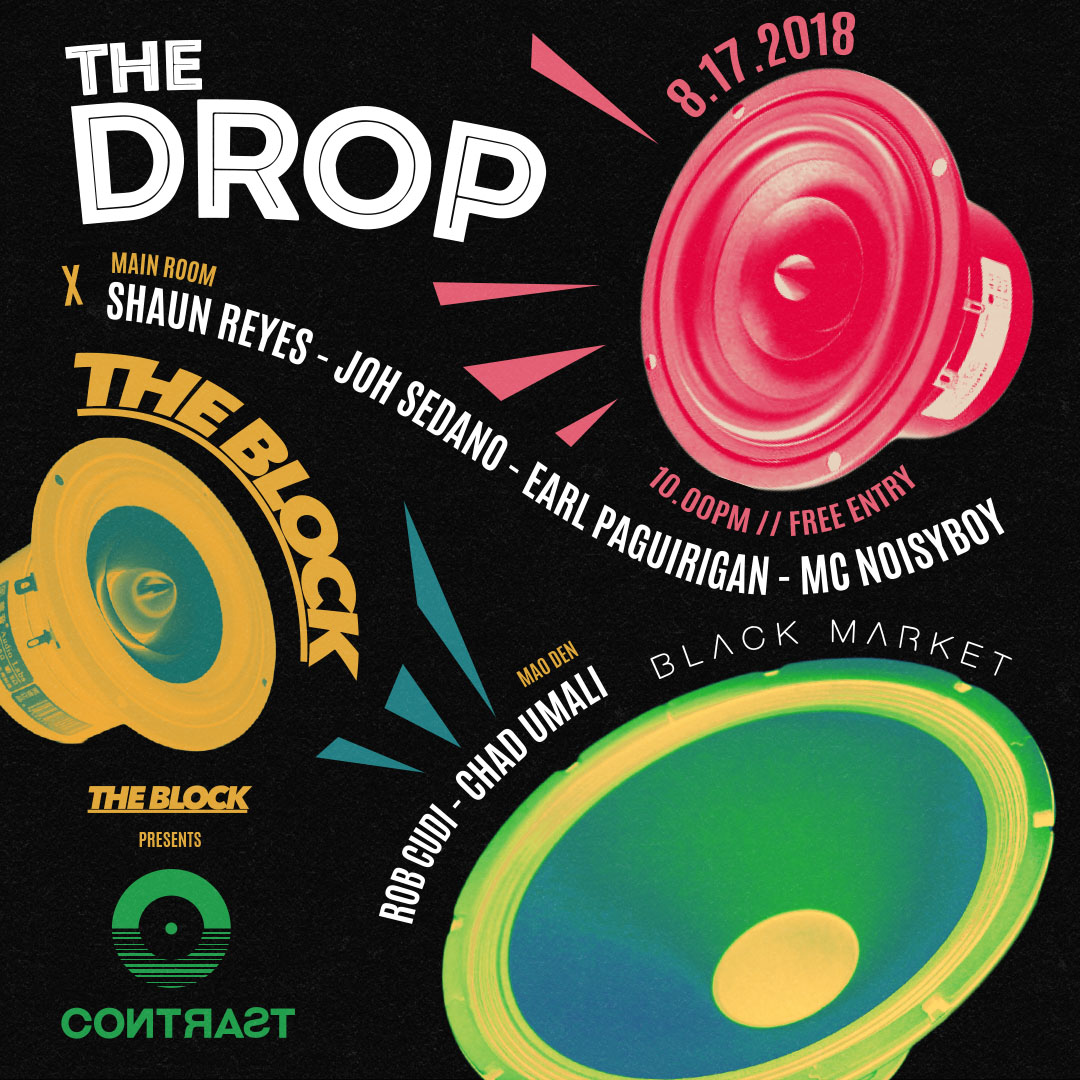 THE
DROP
8.17.2018
X
MAIN ROOM
SHAUN REYES - JOH SEDANO - EARL PAGUIRIGAN - MC NOISYBOY
THE BLOCK
10.00PM // FREE ENTRY
BLACK MARKET
MAO DEN
ROB CUDI - CHAD UMALI
THE BLOCK
PRESENTS
CONTRAST